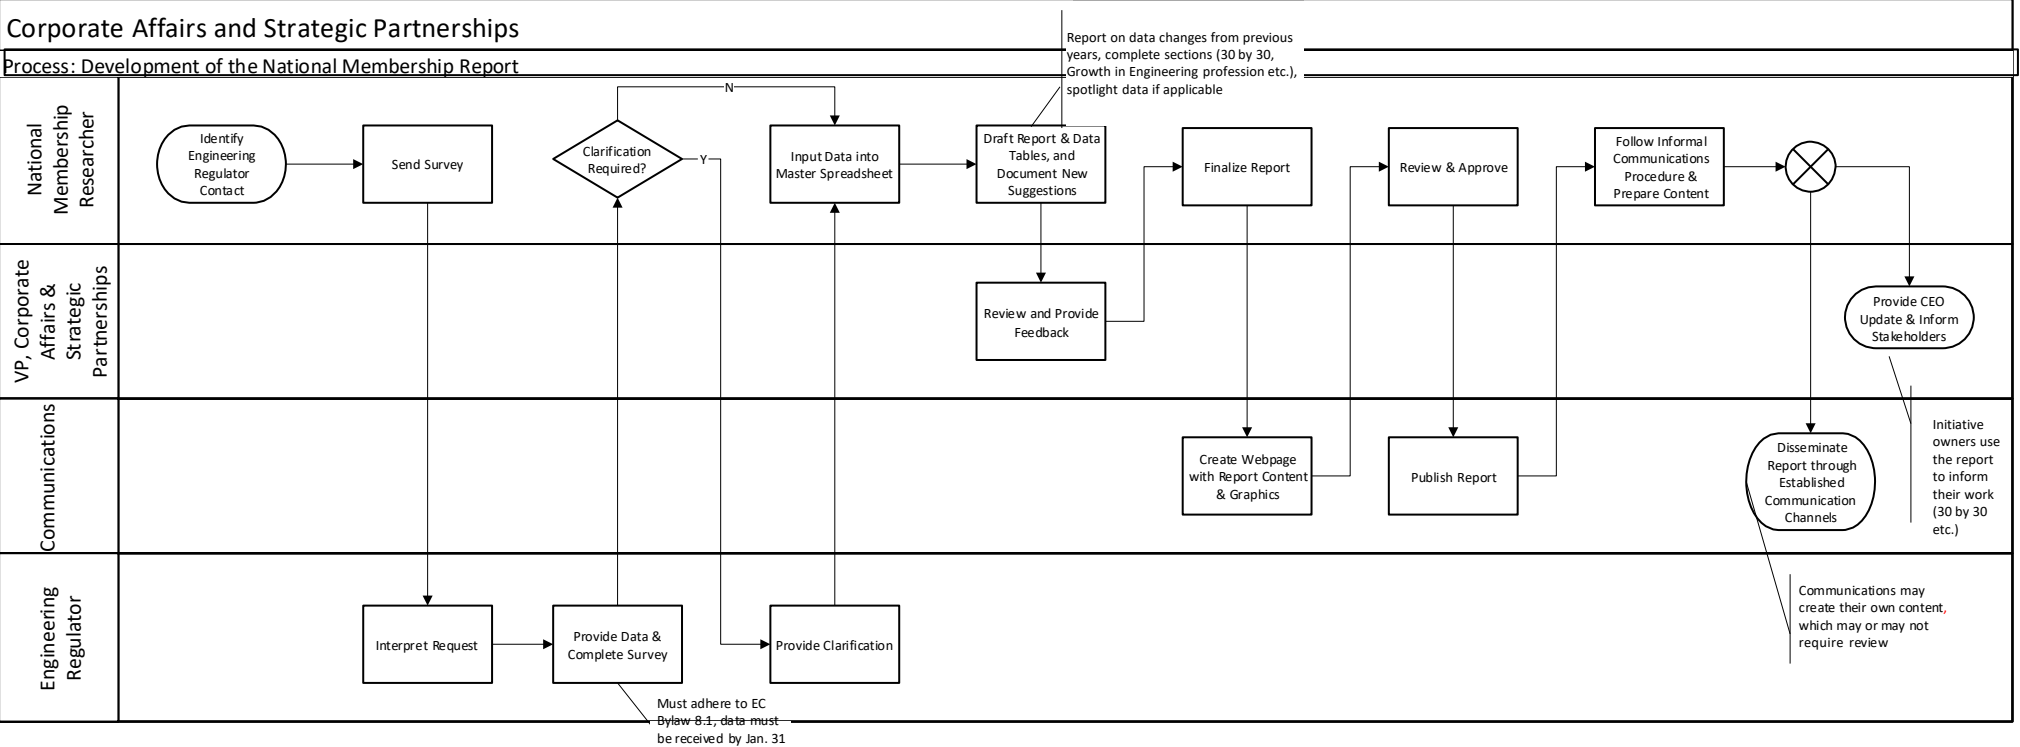 Corporate Affairs and Strategic Partnerships
Process: Development of the National Membership Report
Report on data changes from previous
years, complete sections (30 by 30,
Growth in Engineering profession etc.),
spotlight data if applicable
National
Membership
Researcher
Identify
Engineering
Regulator
Contact
Send Survey
Clarification
Required?
N
Y
Input Data into
Master Spreadsheet
Draft Report & Data
Tables, and
Document New
Suggestions
Finalize Report
Review & Approve
Follow Informal
Communications
Procedure &
Prepare Content
VP, Corporate
Affairs &
Strategic
Partnerships
Review and Provide
Feedback
Provide CEO
Update & Inform
Stakeholders
Communications
Create Webpage
with Report Content
& Graphics
Publish Report
Disseminate
Report through
Established
Communication
Channels
Initiative
owners use
the report
to inform
their work
(30 by 30
etc.)
Engineering
Regulator
Interpret Request
Provide Data &
Complete Survey
Provide Clarification
Communications may
create their own content,
which may or may not
require review
Must adhere to EC
Bylaw 8.1, data must
be received by Jan. 31